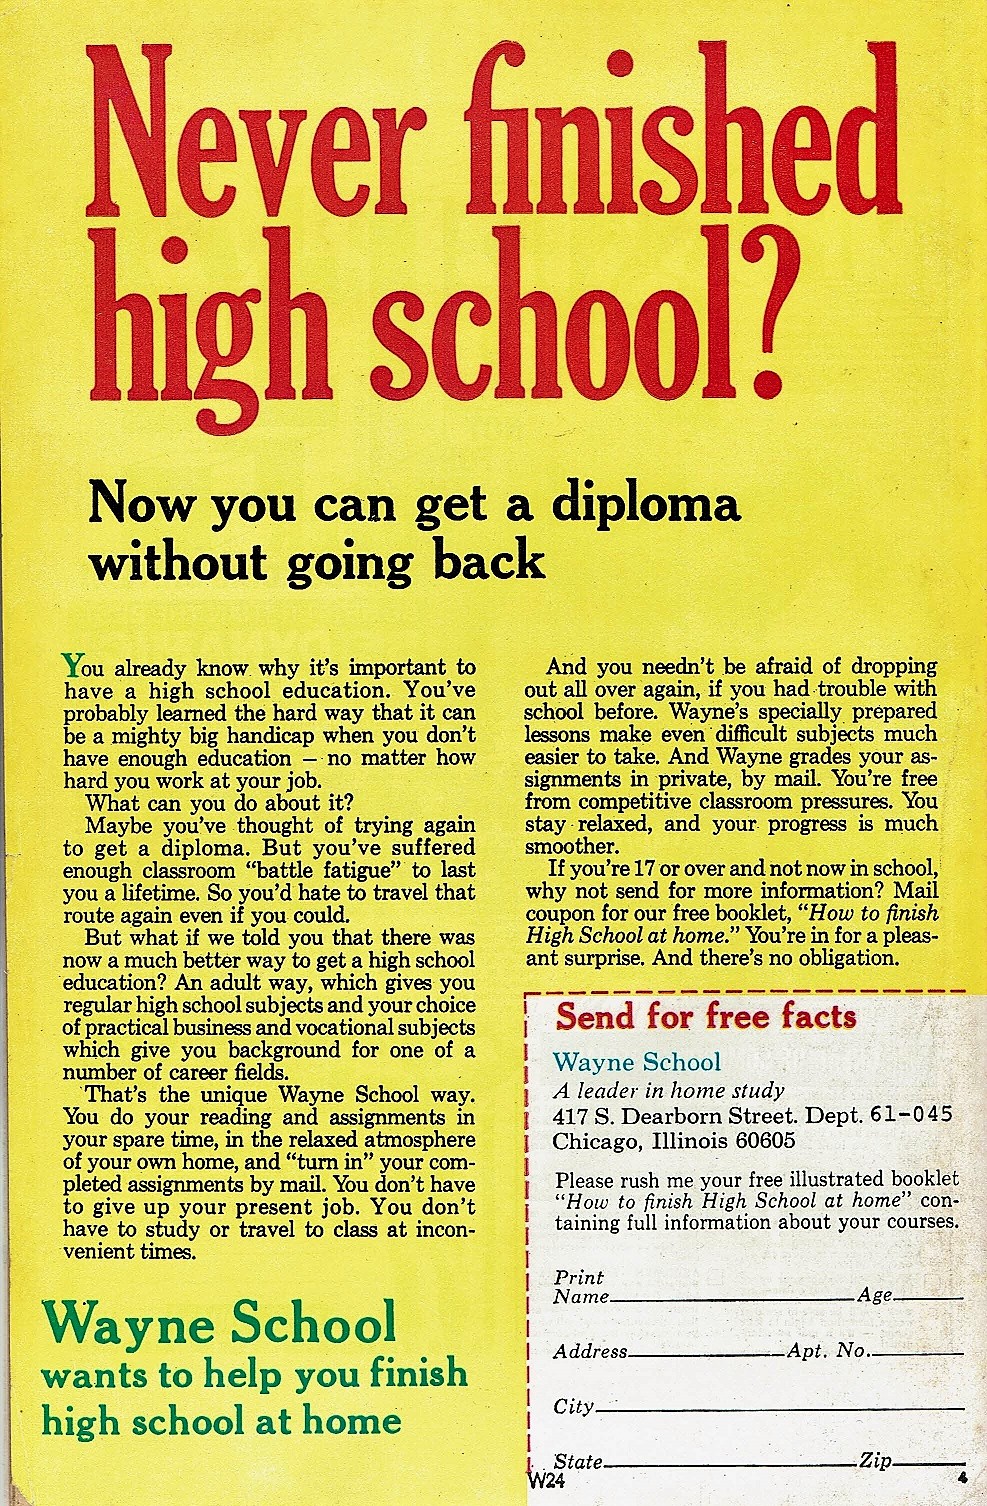 Never finished
high school?
Now you can get a diploma
without going back
You already know why it's important to
have a high school education. You've
probably learned the hard way that it can
be a mighty big handicap when you don't
have enough education — no matter how
hard you work at your job.
What can you do about it?
Maybe you've thought of trying again
to get a diploma. But you've suffered
enough classroom "battle fatigue" to last
you a lifetime. So you'd hate to travel that
route again even if you could.
But what if we told you that there was
now a much better way to get a high school
education? An adult way, which gives you
regular high school subjects and your choice
of practical business and vocational subjects
which give you background for one of a
number of career fields.
That's the unique Wayne School way.
You do your reading and assignments in
your spare time, in the relaxed atmosphere
of your own home, and "turn in" your com-
pleted assignments by mail. You don't have
to give up your present job. You don't
have to study or travel to class at incon-
venient times.
Wayne School
wants to help you finish
high school at home
And you needn't be afraid of dropping
out all over again, if you had trouble with
school before. Wayne's specially prepared
lessons make even difficult subjects much
easier to take. And Wayne grades your as-
signments in private, by mail. You're free
from competitive classroom pressures. You
stay relaxed, and your progress is much
smoother.
If you're 17 or over and not now in school,
why not send for more information? Mail
coupon for our free booklet, "How to finish
High School at home." You're in for a pleas-
ant surprise. And there's no obligation.
Send for free facts
Wayne School
A leader in home study
417 S. Dearborn Street. Dept. 61-045
Chicago, Illinois 60605
Please rush me your free illustrated booklet
"How to finish High School at home" con-
taining full information about your courses.
Print
Name Age
Address Apt. No.
City
State Zip
W24 4